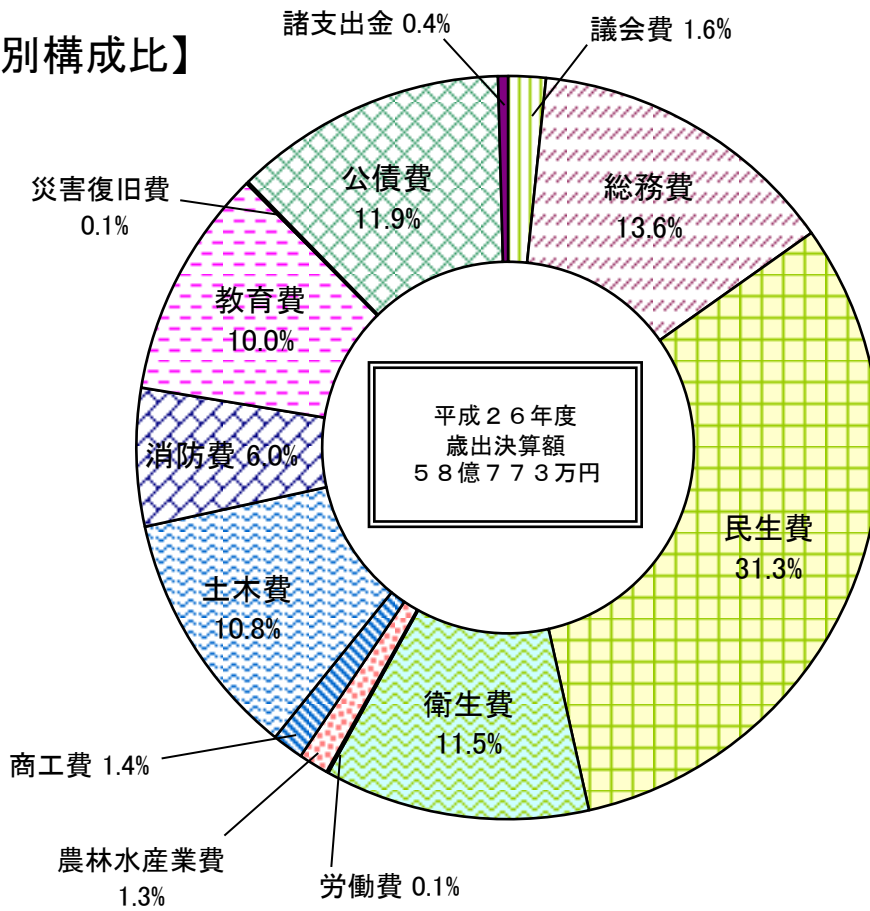 別構成比】
諸支出金 0.4%
議会費 1.6%
総務費
13.6%
民生費
31.3%
衛生費
11.5%
労働費 0.1%
農林水産業費
1.3%
商工費 1.4%
土木費
10.8%
消防費 6.0%
教育費
10.0%
災害復旧費
0.1%
公債費
11.9%
平成２６年度
歳出決算額
５８億７７３万円